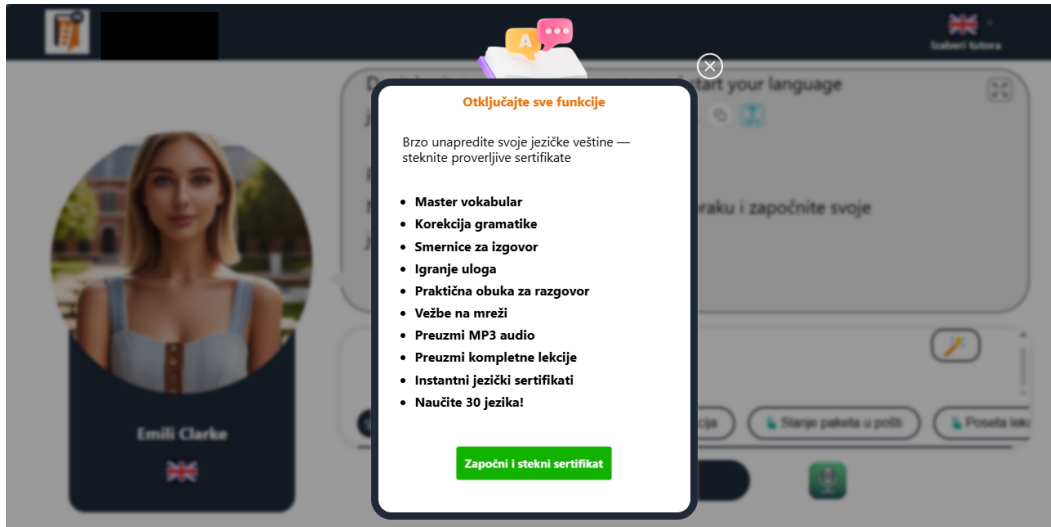 Izaberi tutora
start your language
Otključajte sve funkcije
Brzo unapredite svoje jezičke veštine —
steknite proverljive sertifikate
• Master vokabular
• Korekcija gramatike
• Smernice za izgovor
• Igranje uloga
• Praktična obuka za razgovor
• Vežbe na mreži
• Preuzmi MP3 audio
• Preuzmi kompletne lekcije
• Instantni jezički sertifikati
• Naučite 30 jezika!
Započni i stekni sertifikat
i započnite svoje
Emili Clarke
Slanje paketa u pošti
Poseta